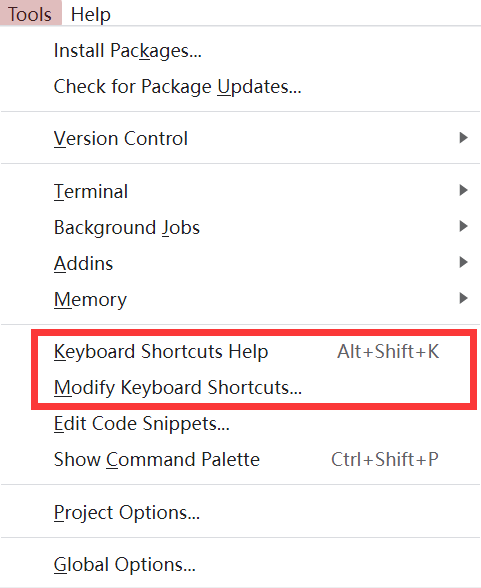 Tools Help
Install Packages...
Check for Package Updates...
Version Control
Terminal
Background Jobs
Addins
Memory
Keyboard Shortcuts Help Alt+Shift+K
Modify Keyboard Shortcuts...
Edit Code Snippets...
Show Command Palette Ctrl+Shift+P
Project Options...
Global Options...